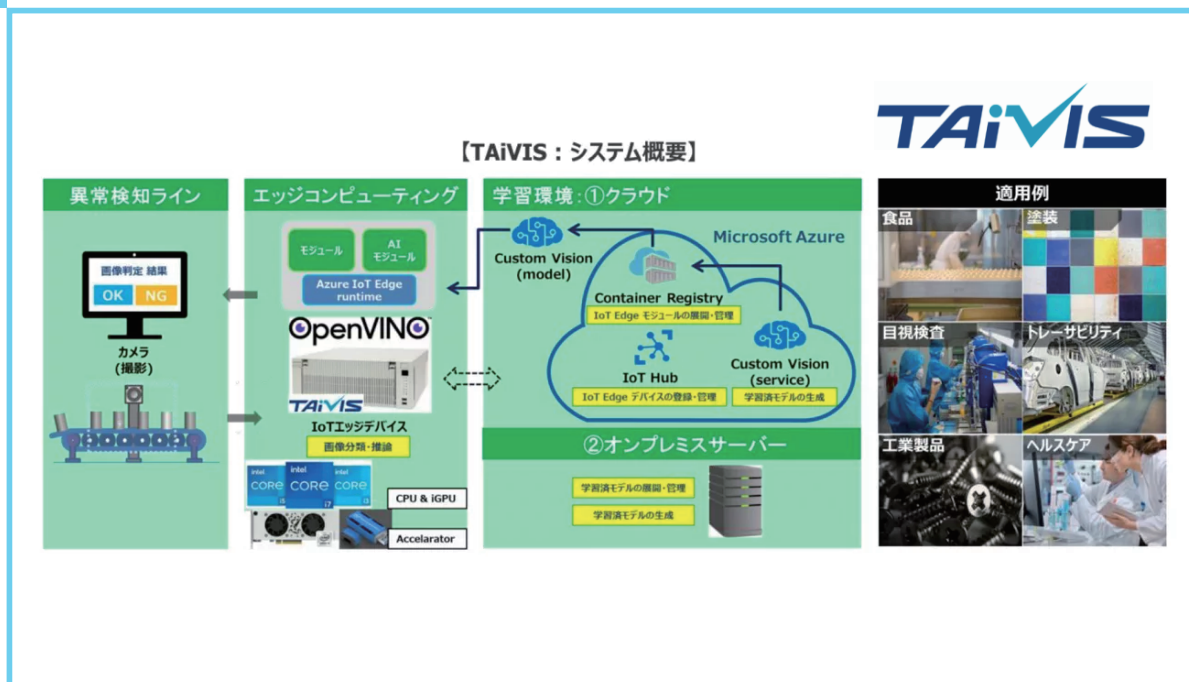 TAiVIS
【TAiVIS：システム概要】
異常検知ライン
画像判定 結果
OK NG
カメラ
(撮影)
エッジコンピューティング
モジュール
AI
モジュール
Azure IoT Edge
runtime
OpenVINO™
TAiVIS
IoTエッジデバイス
画像分類・推論
intel
CORE
i5
intel
CORE
i7
intel
CORE
i3
CPU & iGPU
Accelarator
学習環境：①クラウド
Custom Vision
(model)
Microsoft Azure
Container Registry
IoT Edge モジュールの展開・管理
IoT Hub
IoT Edge デバイスの登録・管理
Custom Vision
(service)
学習済モデルの生成
②オンプレミスサーバー
学習済モデルの展開・管理
学習済モデルの生成
適用例
食品
塗装
目視検査
トレーサビリティ
工業製品
ヘルスケア